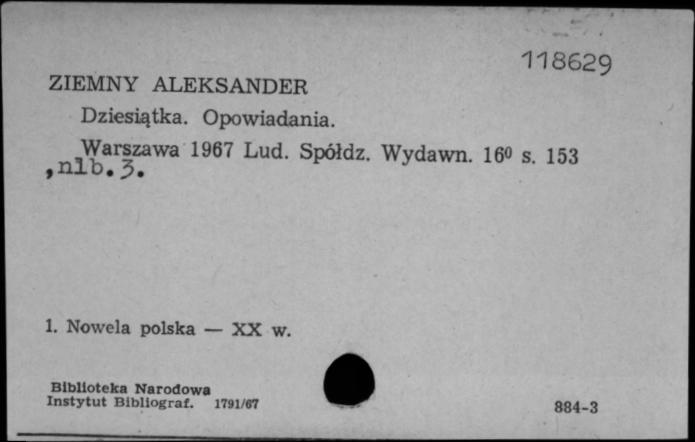 118629
ZIEMNY ALEKSANDER
Dziesiątka. Opowiadania.
Warszawa 1967 Lud. Spółdz. Wydawn. 16⁰ s. 153
, nlb. 3.
1. Nowela polska — XX w.
Biblioteka Narodowa
Instytut Bibliograf. 1791/67
884-3